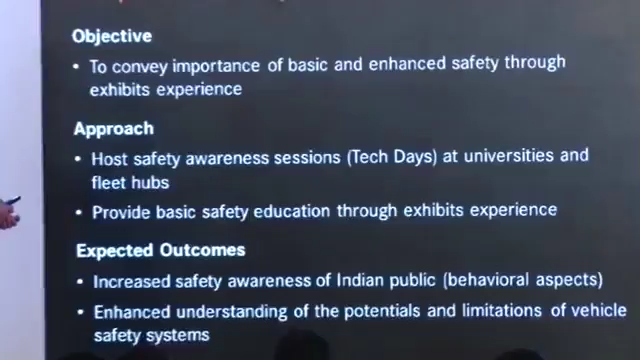 Objective
• To convey importance of basic and enhanced safety through
exhibits experience
Approach
• Host safety awareness sessions (Tech Days) at universities and
fleet hubs
• Provide basic safety education through exhibits experience
Expected Outcomes
• Increased safety awareness of Indian public (behavioral aspects)
• Enhanced understanding of the potentials and limitations of vehicle
safety systems